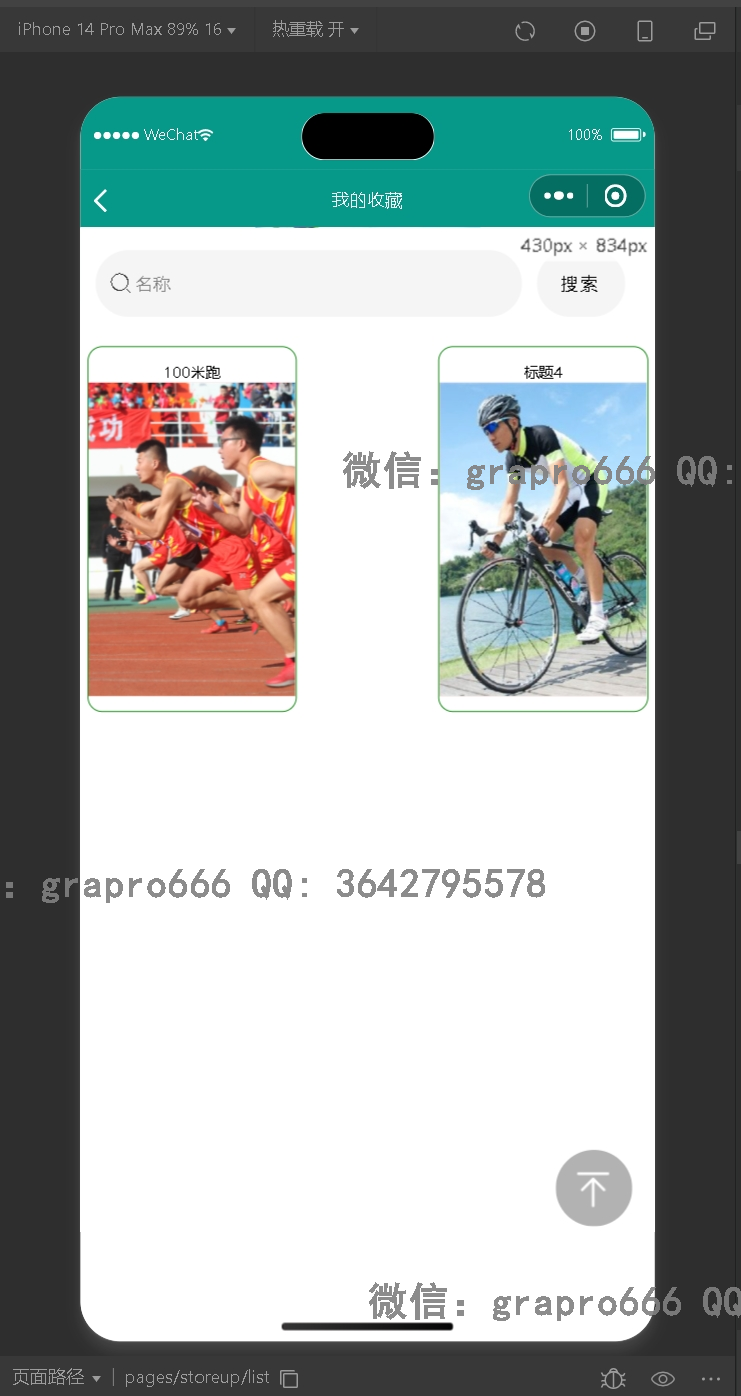 iPhone 14 Pro Max 89% 16 热重载 开
WeChat 100%
我的收藏
430px × 834px
名称 搜索
100米跑 标题4
成功
微信：grapro666 QQ:
：grapro666 QQ: 3642795578
微信：grapro666 QQ
页面路径 pages/storeup/list